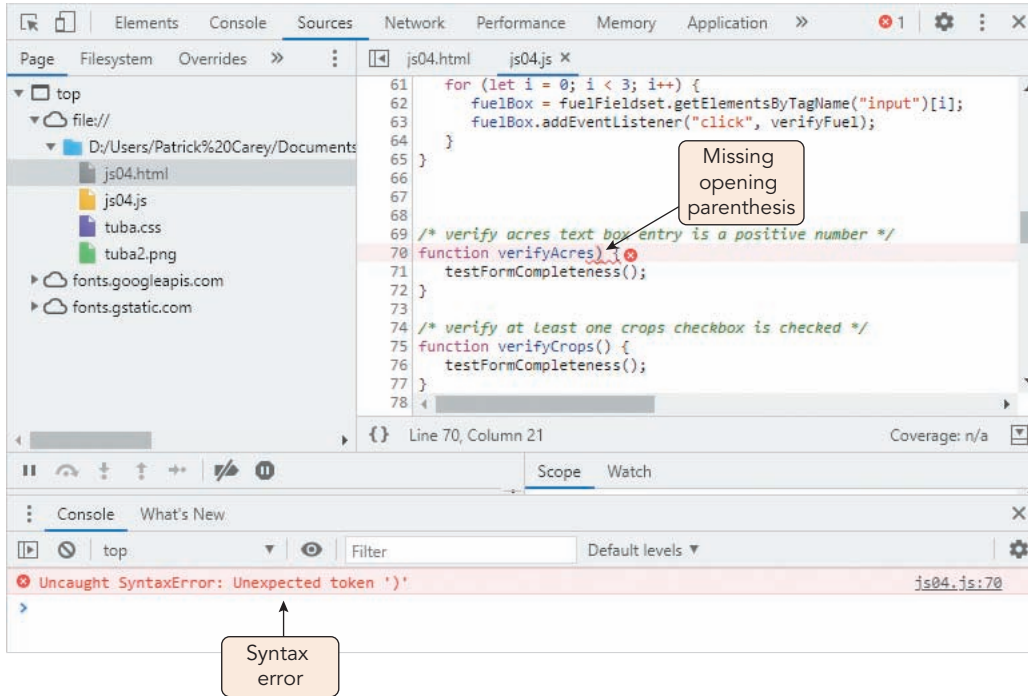 Elements Console Sources Network Performance Memory Application » 1
Page Filesystem Overrides » js04.html js04.js ×
top
file://
D:/Users/Patrick%20Carey/Documents
js04.html
js04.js
tuba.css
tuba2.png
fonts.googleapis.com
fonts.gstatic.com
61 for (let i = 0; i < 3; i++) {
62 fuelBox = fuelFieldset.getElementsByTagName("input")[i];
63 fuelBox.addEventListener("click", verifyFuel);
64 }
65 }
66
67
68
69 /* verify acres text box entry is a positive number */
70 function verifyAcres) {
71 testFormCompleteness();
72 }
73
74 /* verify at least one crops checkbox is checked */
75 function verifyCrops() {
76 testFormCompleteness();
77 }
78
Missing
opening
parenthesis
{} Line 70, Column 21 Coverage: n/a
Scope Watch
Console What's New
top Filter Default levels ▼
Uncaught SyntaxError: Unexpected token ')' js04.js:70
>
Syntax
error